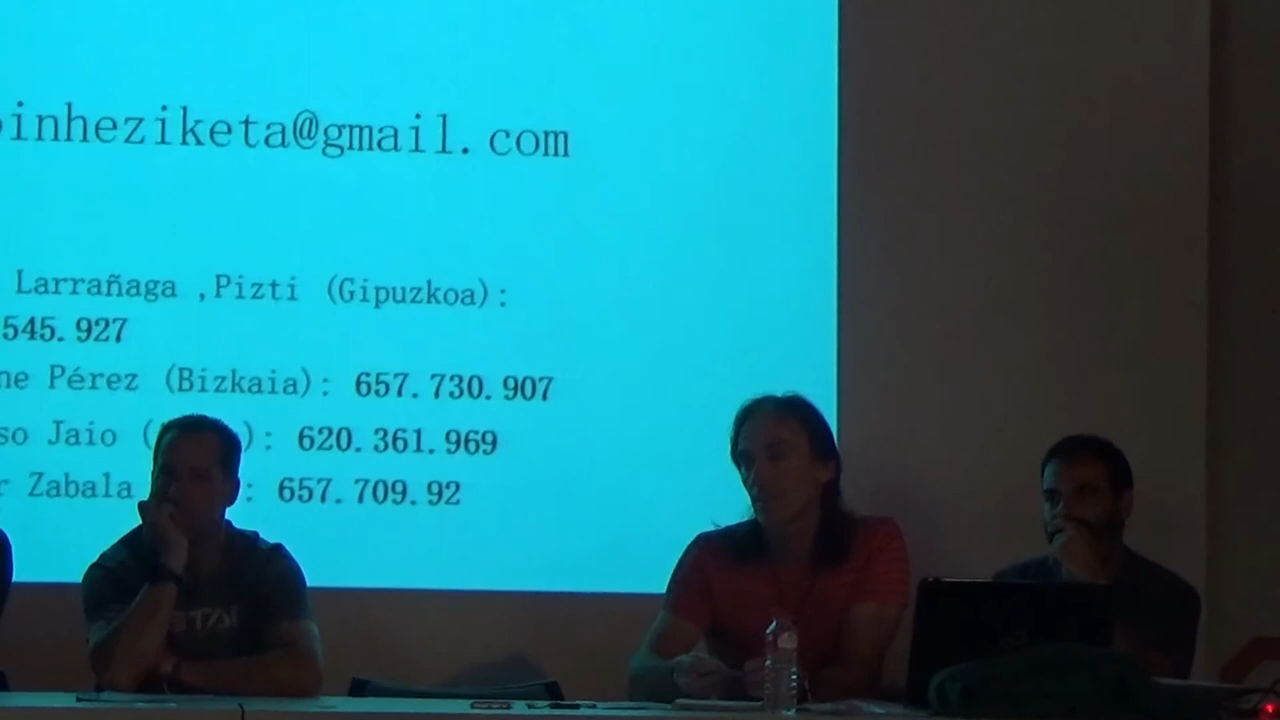 inheziketa@gmail.com
Larrañaga ,Pizti (Gipuzkoa):
545.927
ne Pérez (Bizkaia): 657.730.907
so Jaio ( ): 620.361.969
r Zabala : 657.709.92